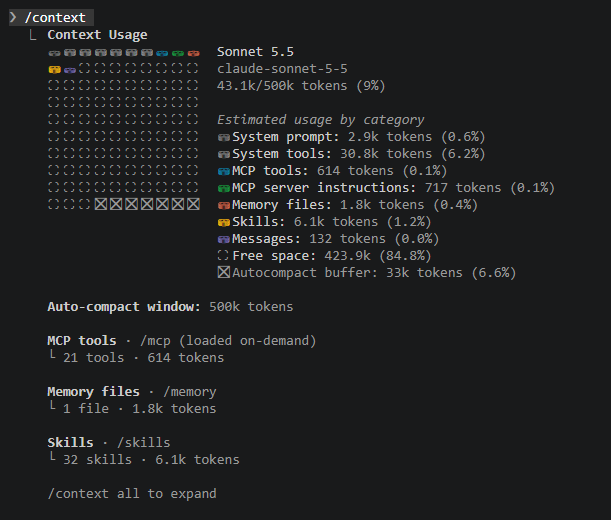 ❯ /context
└ Context Usage
Sonnet 5.5
claude-sonnet-5-5
43.1k/500k tokens (9%)
Estimated usage by category
System prompt: 2.9k tokens (0.6%)
System tools: 30.8k tokens (6.2%)
MCP tools: 614 tokens (0.1%)
MCP server instructions: 717 tokens (0.1%)
Memory files: 1.8k tokens (0.4%)
Skills: 6.1k tokens (1.2%)
Messages: 132 tokens (0.0%)
Free space: 423.9k (84.8%)
Autocompact buffer: 33k tokens (6.6%)
Auto-compact window: 500k tokens
MCP tools · /mcp (loaded on-demand)
└ 21 tools · 614 tokens
Memory files · /memory
└ 1 file · 1.8k tokens
Skills · /skills
└ 32 skills · 6.1k tokens
/context all to expand